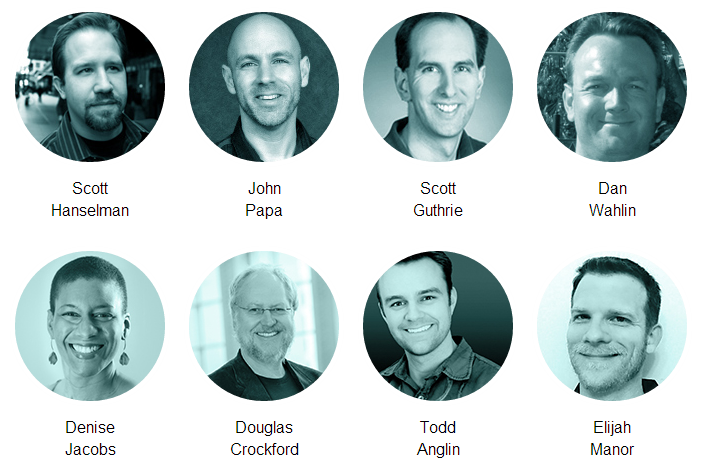 Scott
Hanselman
John
Papa
Scott
Guthrie
Dan
Wahlin
Denise
Jacobs
Douglas
Crockford
Todd
Anglin
Elijah
Manor